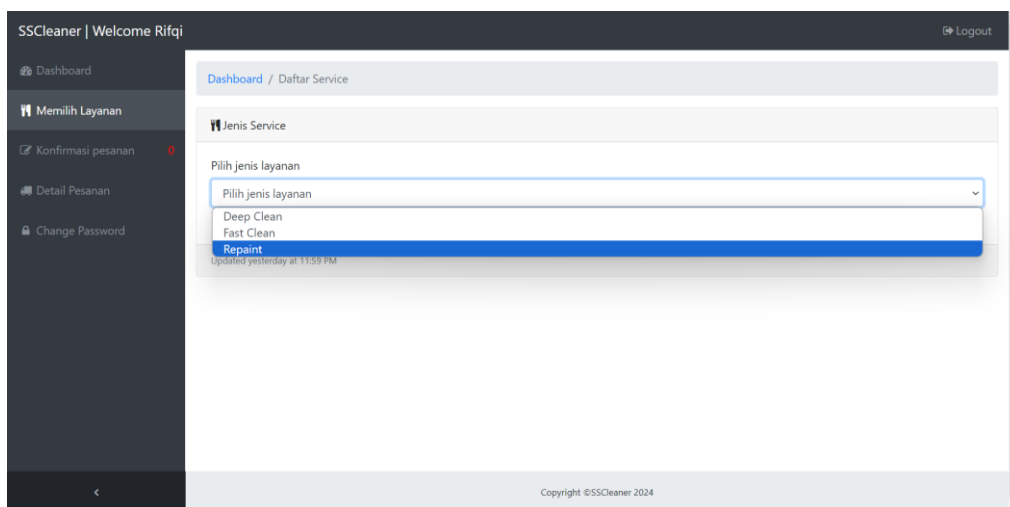 SSCleaner | Welcome Rifqi
Logout
Dashboard
Memilih Layanan
Konfirmasi pesanan 0
Detail Pesanan
Change Password
Dashboard / Daftar Service
Jenis Service
Pilih jenis layanan
Pilih jenis layanan
Deep Clean
Fast Clean
Repaint
Updated yesterday at 11:59 PM
Copyright ©SSCleaner 2024